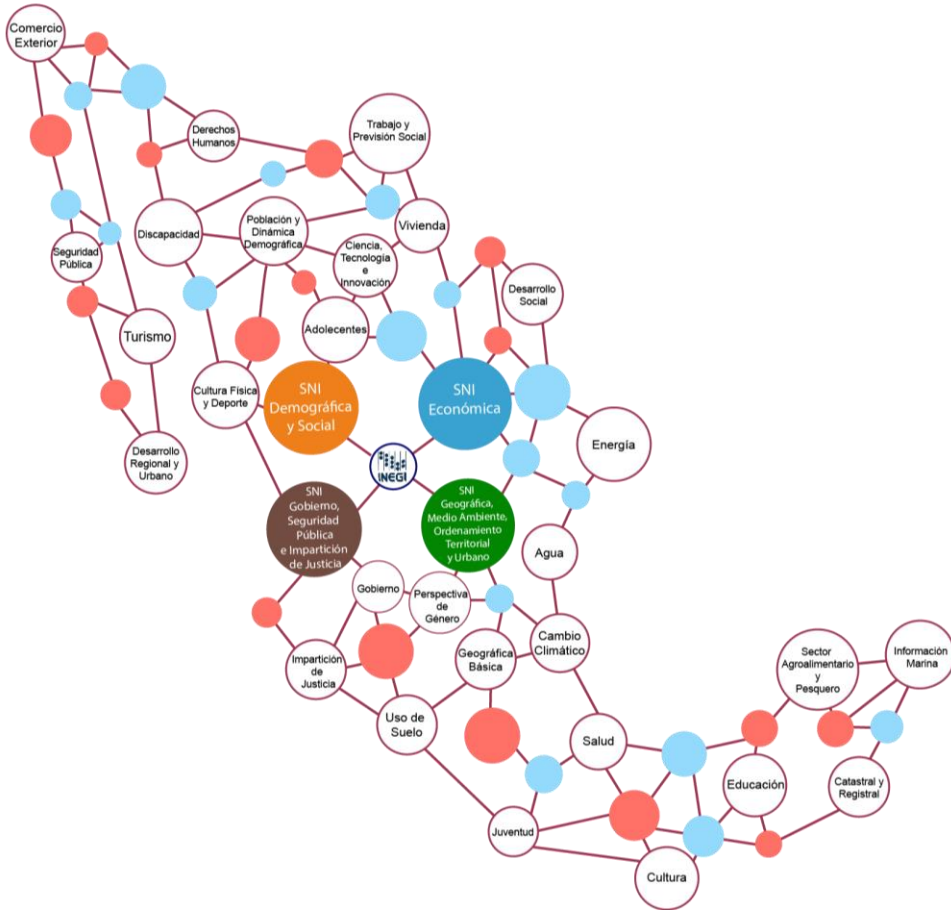 Comercio
Exterior
Derechos
Humanos
Trabajo y
Previsión Social
Discapacidad
Población y
Dinámica
Demográfica
Vivienda
Ciencia,
Tecnología
e
Innovación
Seguridad
Pública
Desarrollo
Social
Turismo
Adolecentes
Cultura Física
y Deporte
SNI
Demográfica
y Social
SNI
Económica
Energía
Desarrollo
Regional y
Urbano
INEGI
SNI
Gobierno,
Seguridad
Pública
e Impartición
de Justicia
SNI
Geográfica,
Medio Ambiente,
Ordenamiento
Territorial
y Urbano
Agua
Gobierno
Perspectiva
de
Género
Impartición
de
Justicia
Geográfica
Básica
Cambio
Climático
Sector
Agroalimentario
y
Pesquero
Información
Marina
Uso de
Suelo
Salud
Educación
Catastral y
Registral
Juventud
Cultura